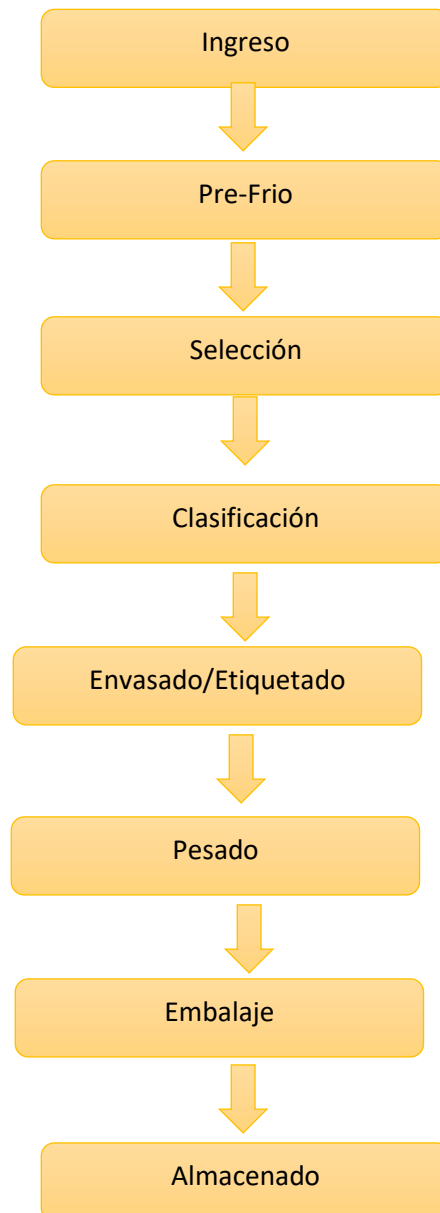 Ingreso
Pre-Frio
Selección
Clasificación
Envasado/Etiquetado
Pesado
Embalaje
Almacenado